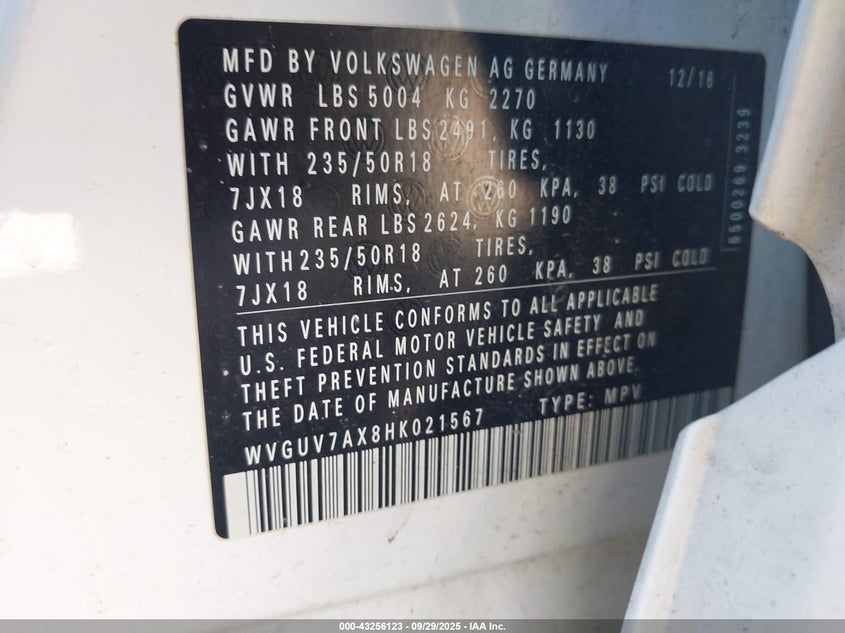 MFD BY VOLKSWAGEN AG GERMANY 12/16
GVWR LBS 5004 KG 2270
GAWR FRONT LBS 2491, KG 1130
WITH 235/50R18 TIRES,
7JX18 RIMS, AT 260 KPA, 38 PSI COLD
GAWR REAR LBS 2624, KG 1190
WITH 235/50R18 TIRES,
7JX18 RIMS, AT 260 KPA, 38 PSI COLD
THIS VEHICLE CONFORMS TO ALL APPLICABLE
U.S. FEDERAL MOTOR VEHICLE SAFETY AND
THEFT PREVENTION STANDARDS IN EFFECT ON
THE DATE OF MANUFACTURE SHOWN ABOVE.
WVGUV7AX8HK021567 TYPE: MPV
6500269 3239
000-43256123 - 09/29/2025 - IAA Inc.